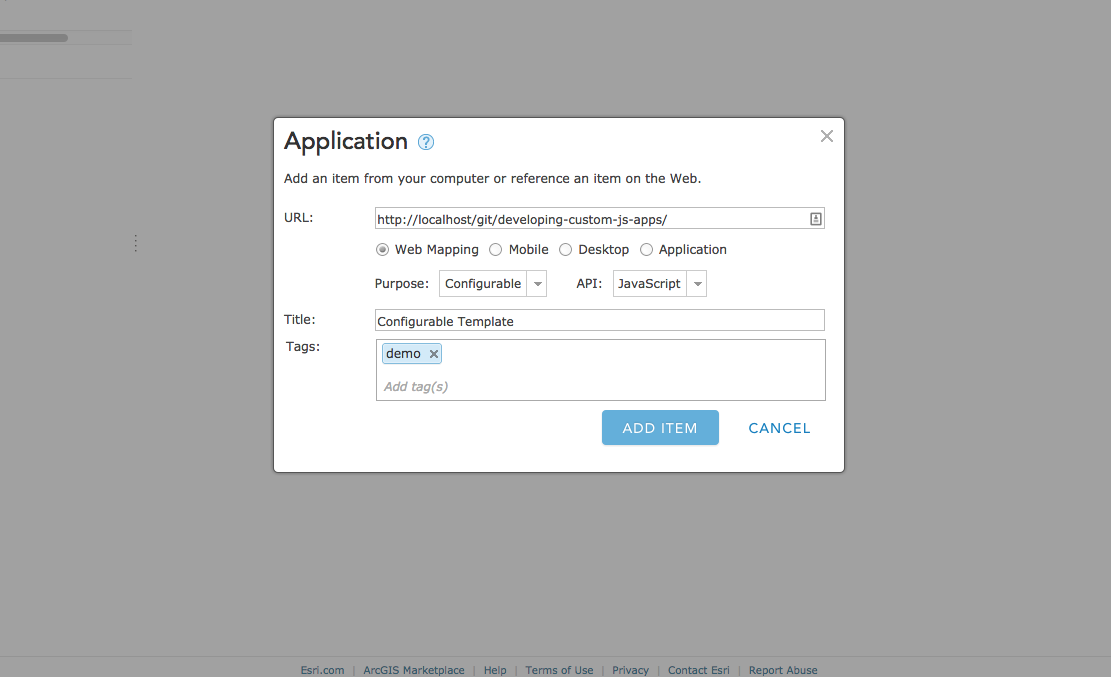 Application ?
Add an item from your computer or reference an item on the Web.
URL: http://localhost/git/developing-custom-js-apps/
Web Mapping Mobile Desktop Application
Purpose: Configurable API: JavaScript
Title: Configurable Template
Tags: demo
Add tag(s)
ADD ITEM CANCEL
Esri.com | ArcGIS Marketplace | Help | Terms of Use | Privacy | Contact Esri | Report Abuse